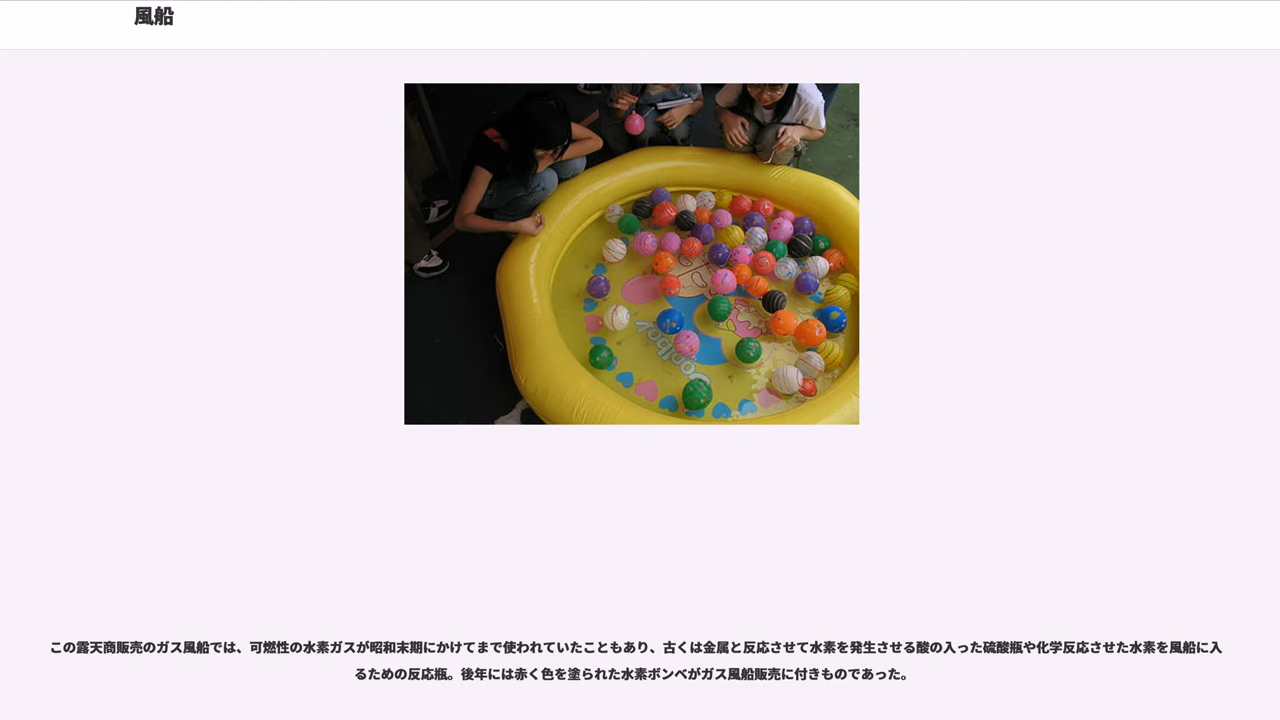 風船
この露天商販売のガス風船では、可燃性の水素ガスが昭和末期にかけてまで使われていたこともあり、古くは金属と反応させて水素を発生させる酸の入った硫酸瓶や化学反応させた水素を風船に入
るための反応瓶。後年には赤く色を塗られた水素ボンベがガス風船販売に付きものであった。